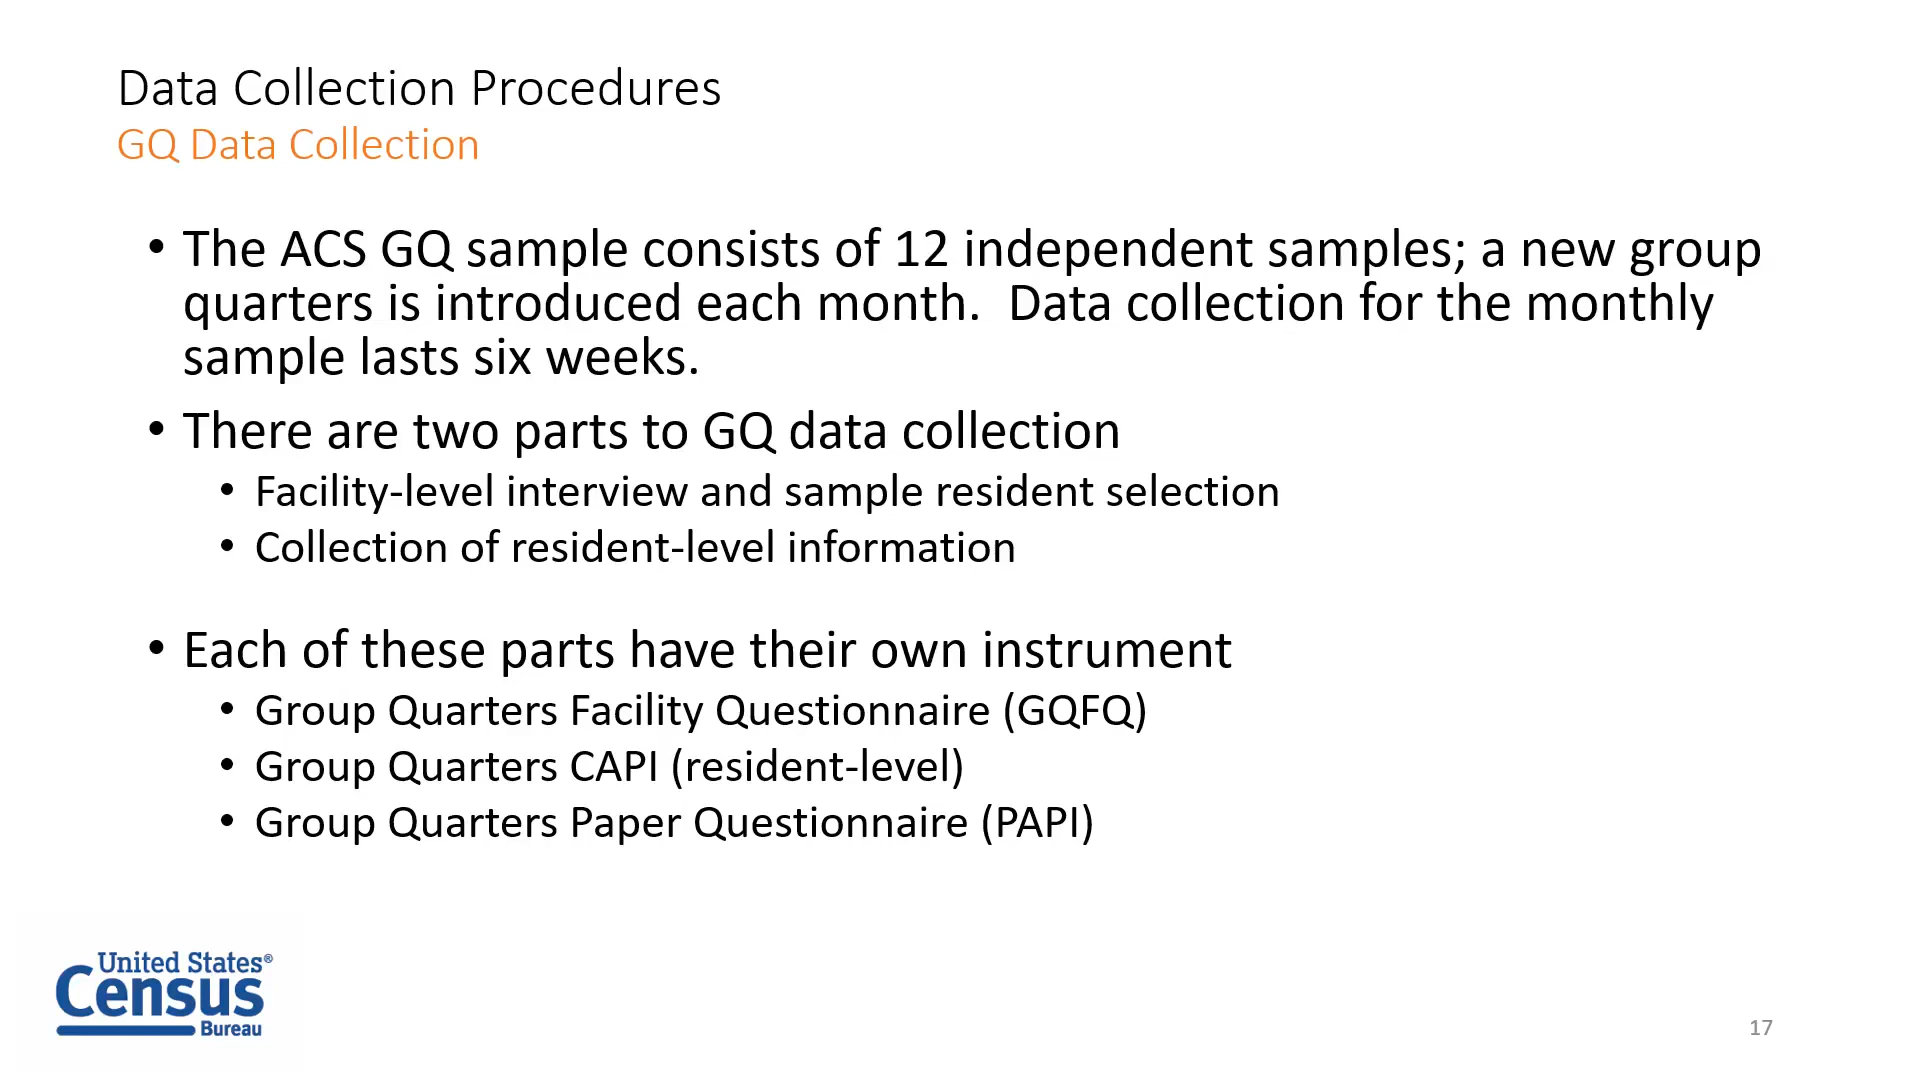 Data Collection Procedures
GQ Data Collection
• The ACS GQ sample consists of 12 independent samples; a new group
quarters is introduced each month.  Data collection for the monthly
sample lasts six weeks.
• There are two parts to GQ data collection
• Facility-level interview and sample resident selection
• Collection of resident-level information
• Each of these parts have their own instrument
• Group Quarters Facility Questionnaire (GQFQ)
• Group Quarters CAPI (resident-level)
• Group Quarters Paper Questionnaire (PAPI)
United States®
Census
Bureau
17